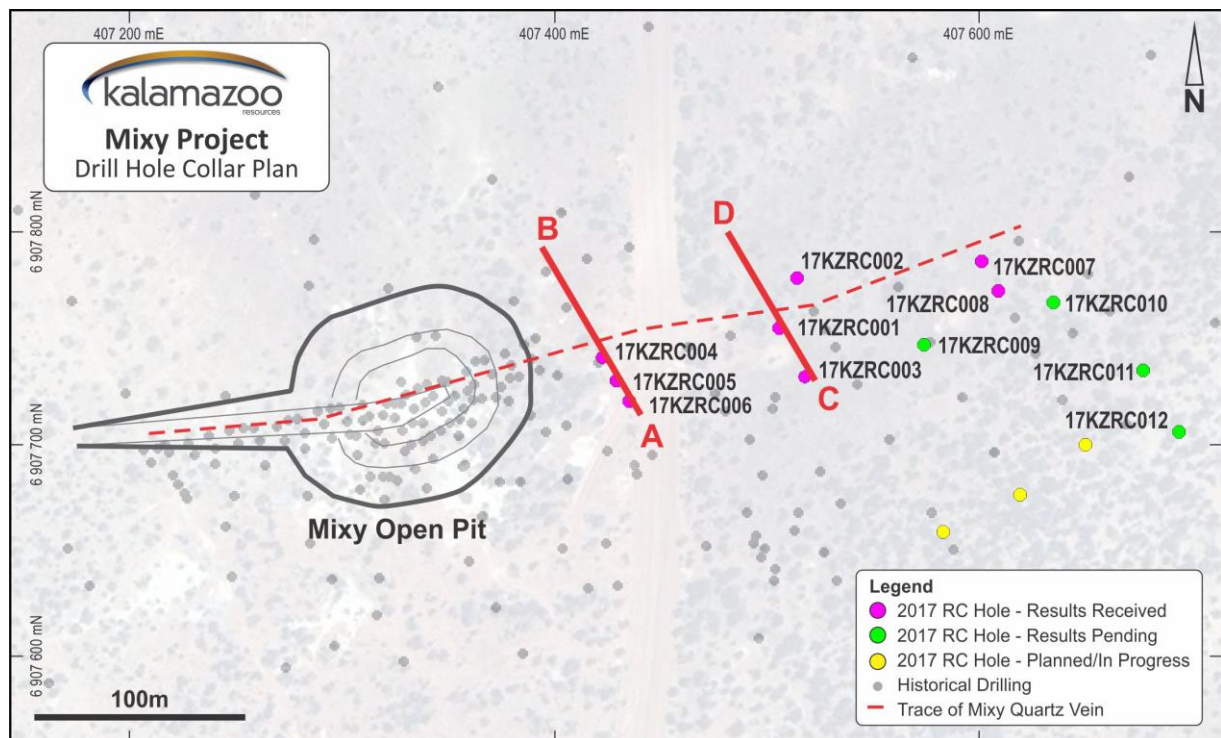 407 200 mE
407 400 mE
407 600 mE
kalamazoo
resources
Mixy Project
Drill Hole Collar Plan
N
6 907 800 mN
6 907 700 mN
6 907 600 mN
B
D
17KZRC002
17KZRC007
17KZRC008
17KZRC010
17KZRC001
17KZRC009
17KZRC004
17KZRC003
17KZRC011
17KZRC005
17KZRC006
C
A
17KZRC012
Mixy Open Pit
100m
Legend
2017 RC Hole - Results Received
2017 RC Hole - Results Pending
2017 RC Hole - Planned/In Progress
Historical Drilling
Trace of Mixy Quartz Vein